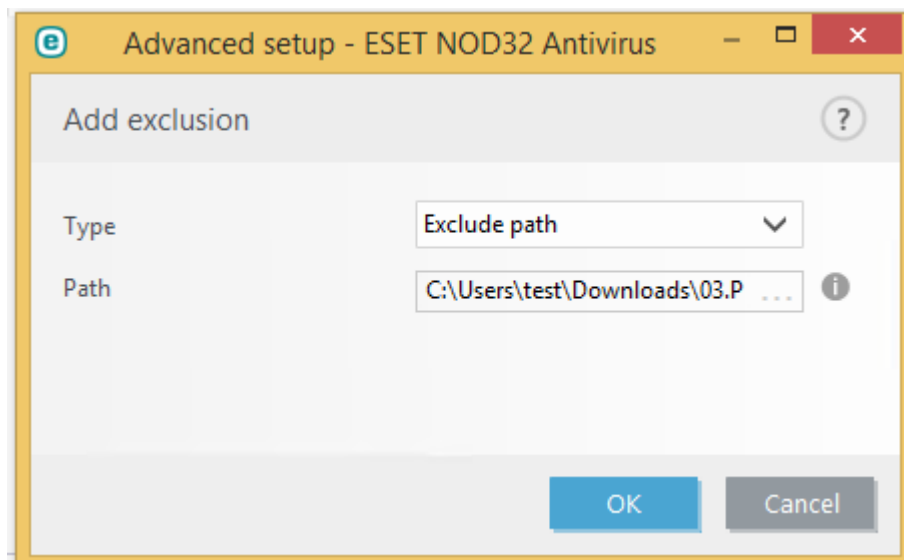 Advanced setup - ESET NOD32 Antivirus
Add exclusion
?
Type
Exclude path
Path
C:\Users\test\Downloads\03.P ...
OK
Cancel